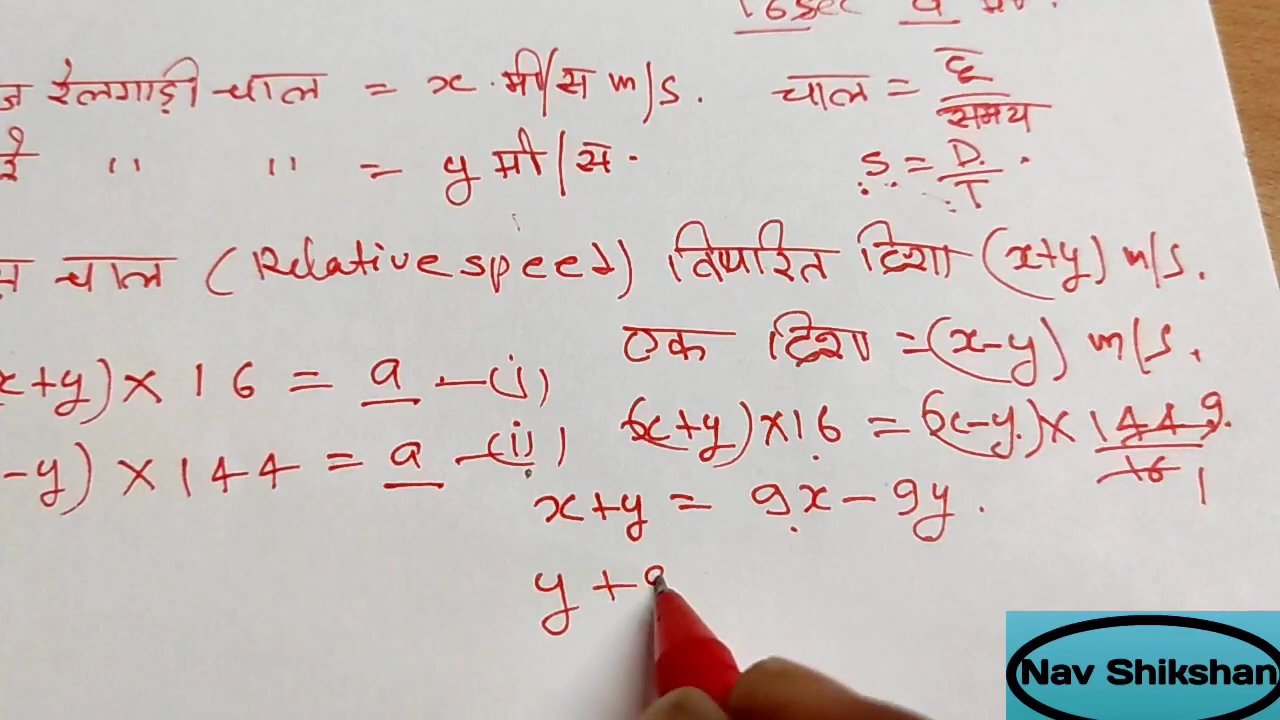 16sec व
ज रेलगाड़ी चाल = x. मी/स m/s. चाल = दू/समय
रे " " = y मी/स. S = D./T.
स चाल (Relative speed) विपरित दिशा (x+y) m/s.
एक दिशा = (x-y) m/s.
x+y) × 16 = a —(i)
(x+y) × 16 = (x-y.) × 144 9./16 1
-y) × 144 = a —(ii)
x+y = 9x - 9y.
y + 9
Nav Shikshan